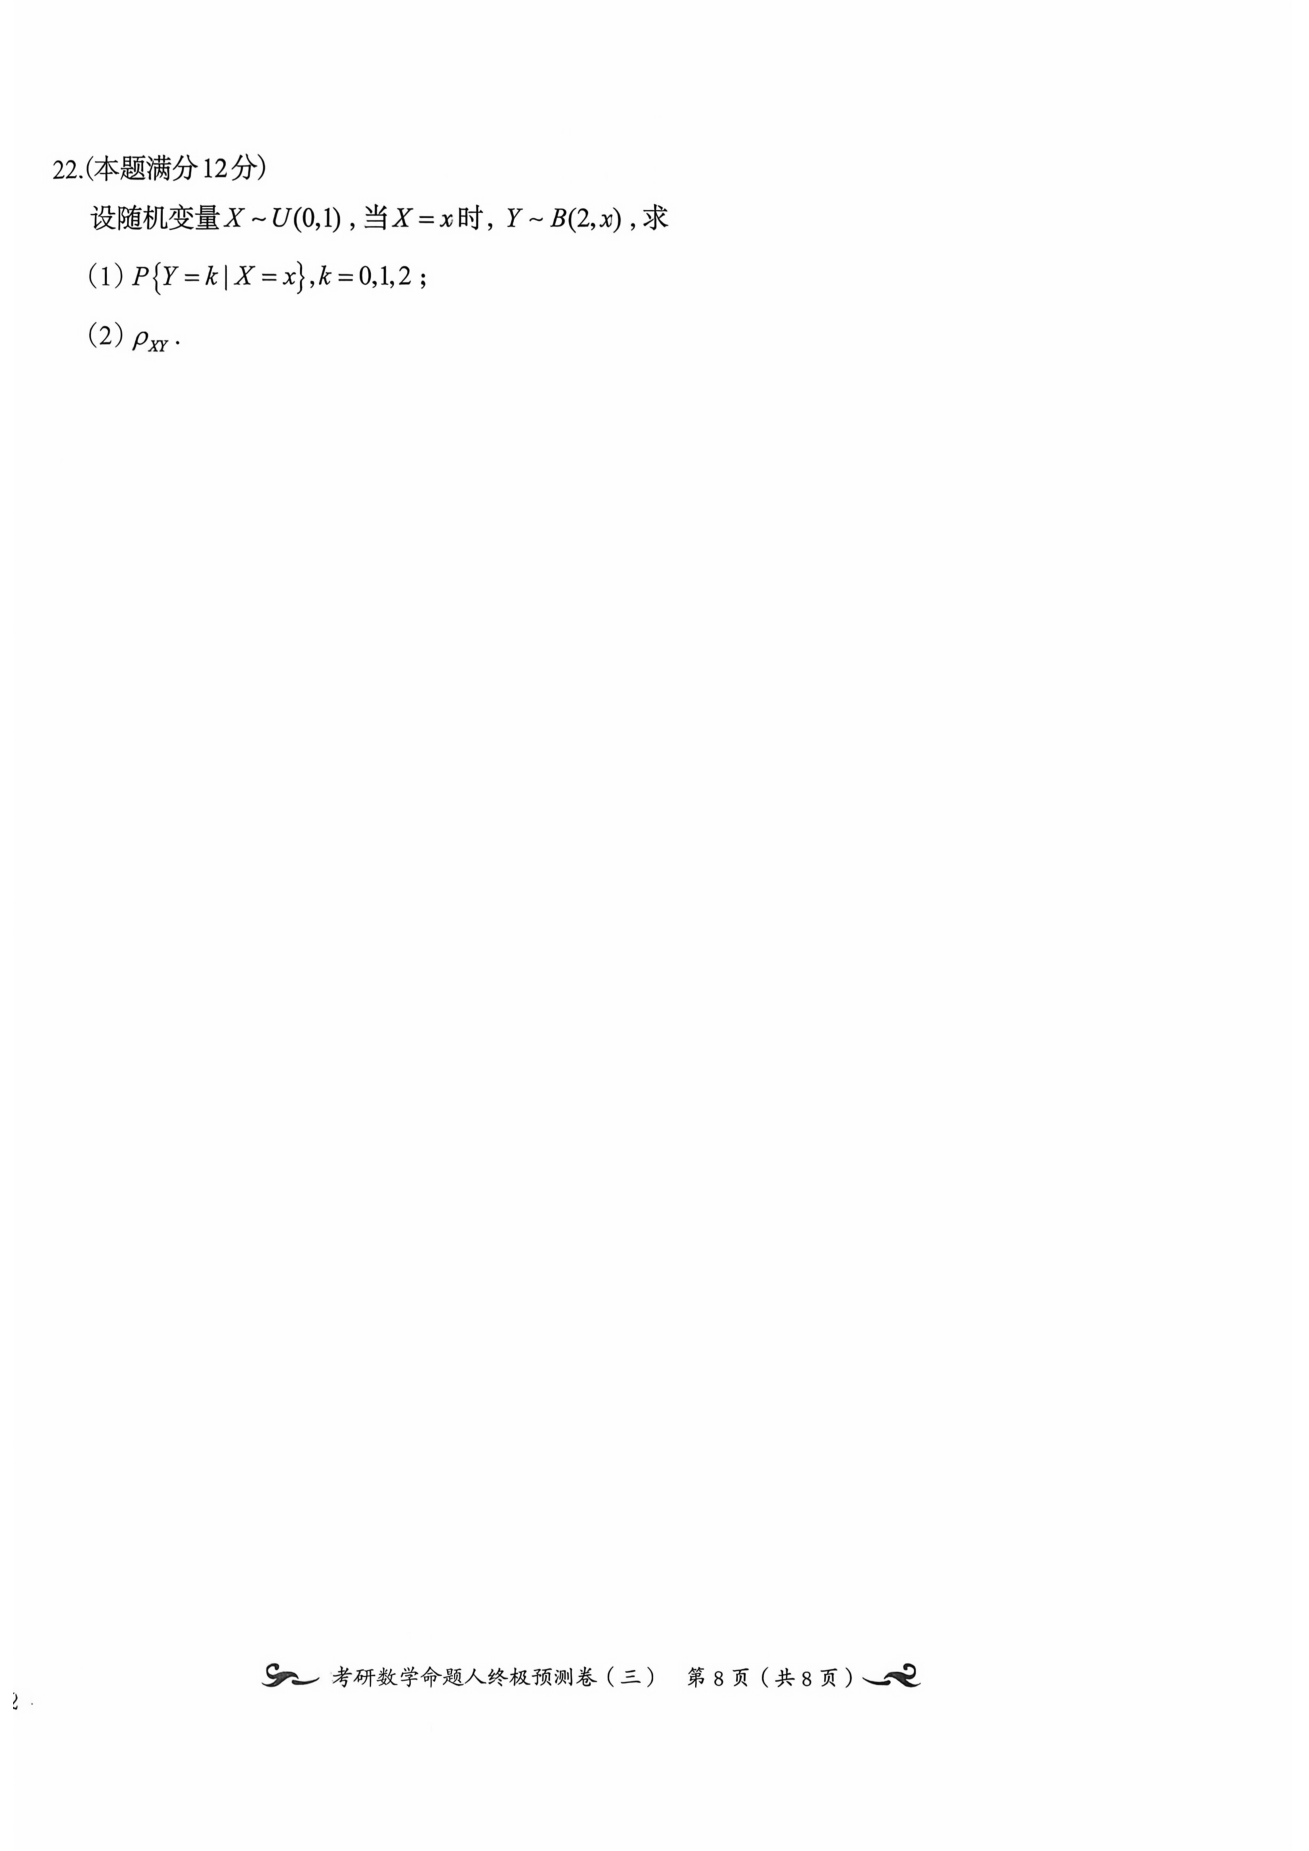 22.(本题满分12分)
设随机变量X ~ U(0,1) , 当X = x时, Y ~ B(2, x) , 求
(1) P{Y = k | X = x}, k = 0,1,2 ;
(2) ρ_XY .
考研数学命题人终极预测卷(三) 第 8 页 (共 8 页)